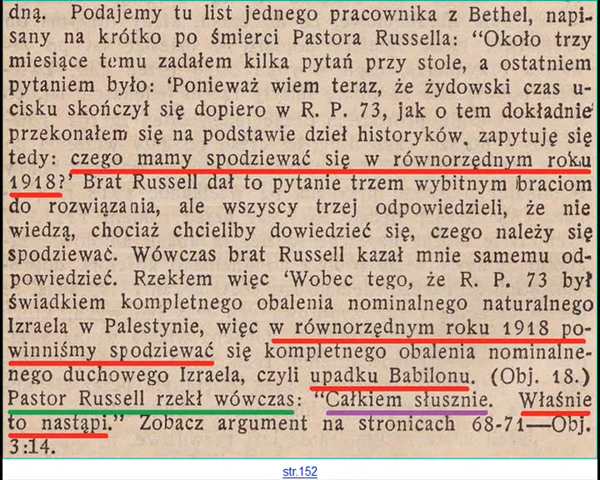 dną. Podajemy tu list jednego pracownika z Bethel, napi-
sany na krótko po śmierci Pastora Russella: “Około trzy
miesiące temu zadałem kilka pytań przy stole, a ostatniem
pytaniem było: ‘Ponieważ wiem teraz, że żydowski czas u-
cisku skończył się dopiero w R. P. 73, jak o tem dokładnie
przekonałem się na podstawie dzieł historyków, zapytuję się
tedy: czego mamy spodziewać się w równorzędnym roku
1918?’ Brat Russell dał to pytanie trzem wybitnym braciom
do rozwiązania, ale wszyscy trzej odpowiedzieli, że nie
wiedzą, chociaż chcieliby dowiedzieć się, czego należy się
spodziewać. Wówczas brat Russell kazał mnie samemu od-
powiedzieć. Rzekłem więc ‘Wobec tego, że R. P. 73 był
świadkiem kompletnego obalenia nominalnego naturalnego
Izraela w Palestynie, więc w równorzędnym roku 1918 po-
winniśmy spodziewać się kompletnego obalenia nominalne-
nego duchowego Izraela, czyli upadku Babilonu. (Obj. 18.)
Pastor Russell rzekł wówczas: “Całkiem słusznie. Właśnie
to nastąpi.” Zobacz argument na stronicach 68-71—Obj.
3:14.
str.152